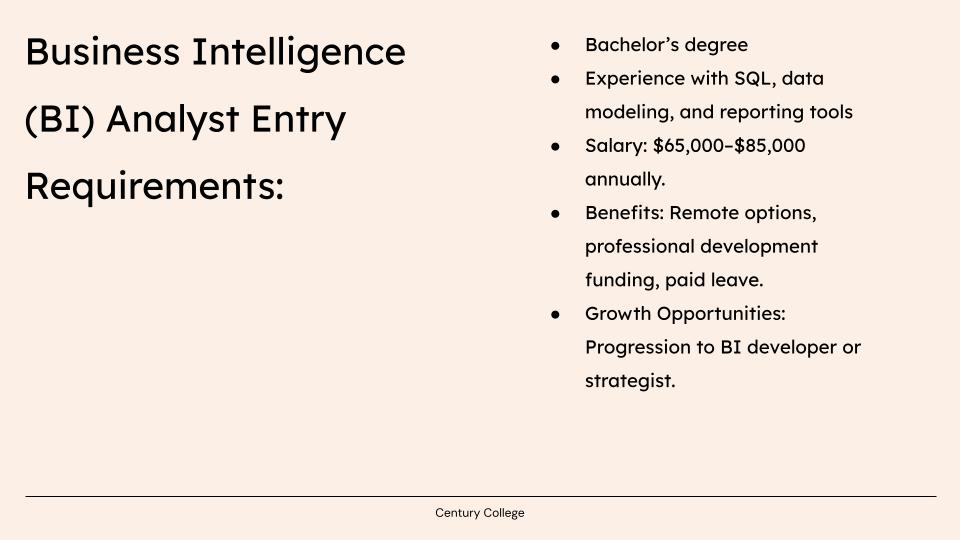 Business Intelligence
(BI) Analyst Entry
Requirements:
● Bachelor’s degree
● Experience with SQL, data
modeling, and reporting tools
● Salary: $65,000–$85,000
annually.
● Benefits: Remote options,
professional development
funding, paid leave.
● Growth Opportunities:
Progression to BI developer or
strategist.
Century College